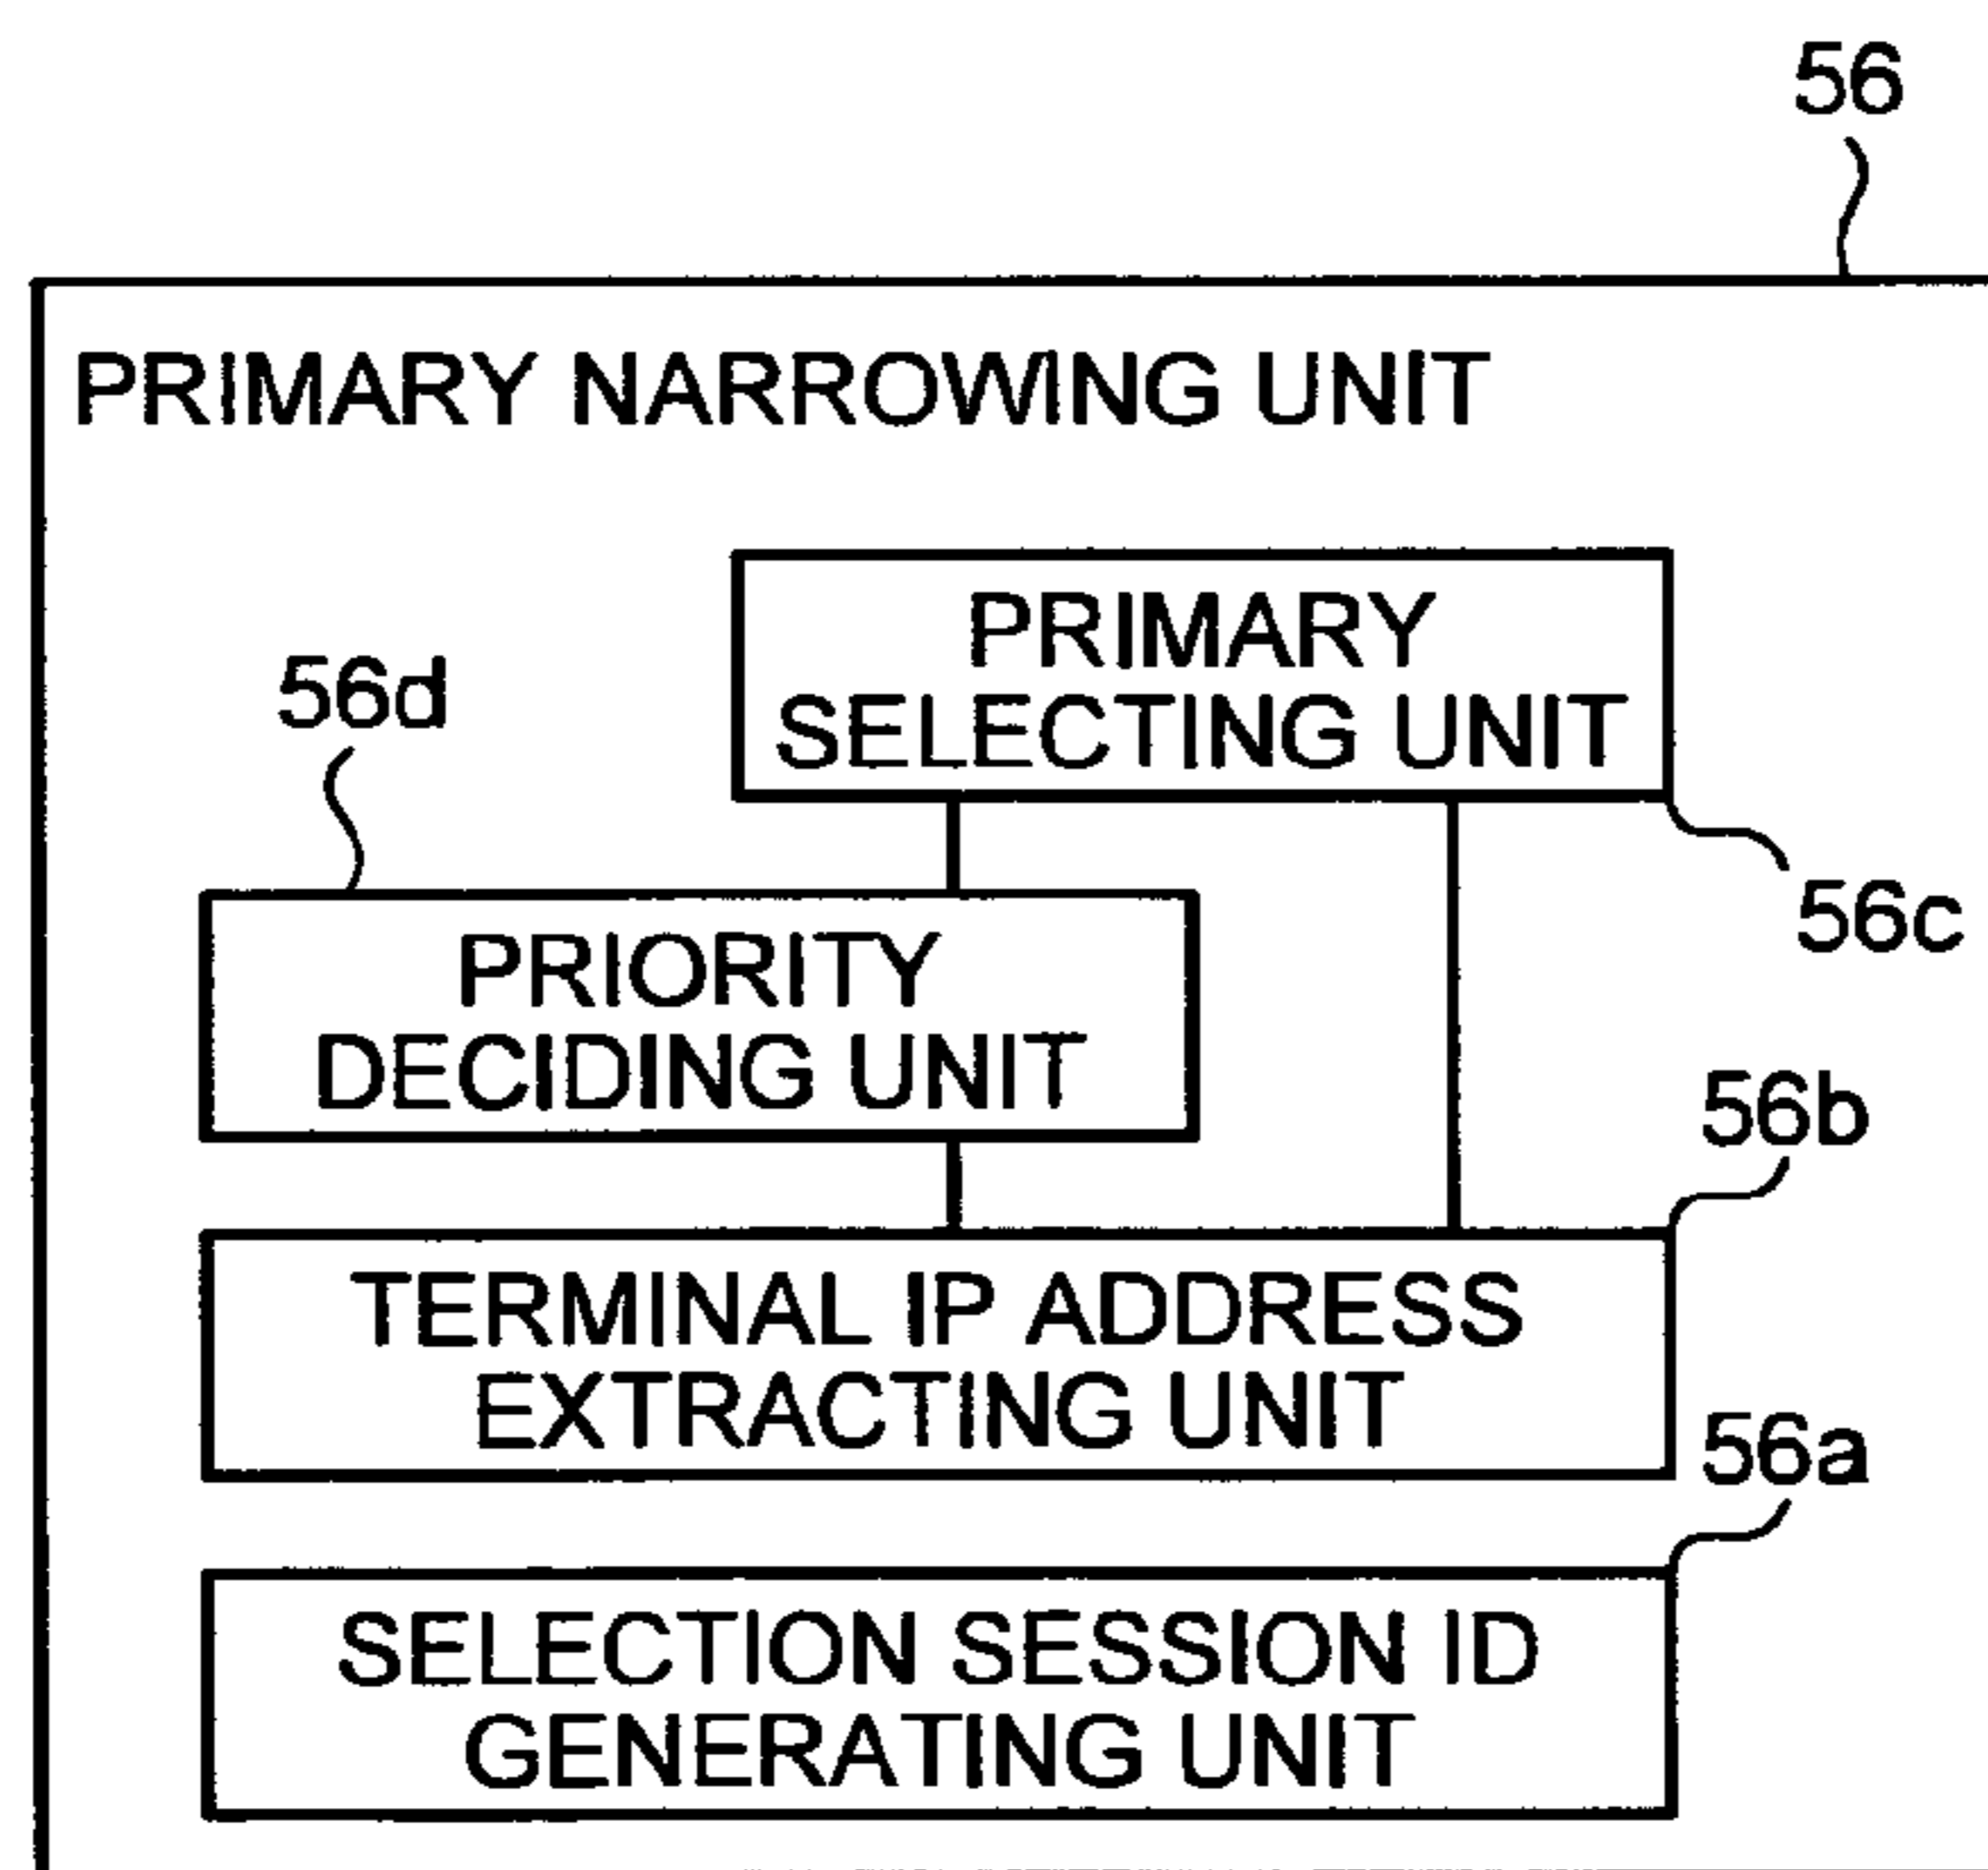 56
PRIMARY NARROWING UNIT
PRIMARY
SELECTING UNIT
56d
56c
PRIORITY
DECIDING UNIT
56b
TERMINAL IP ADDRESS
EXTRACTING UNIT
56a
SELECTION SESSION ID
GENERATING UNIT